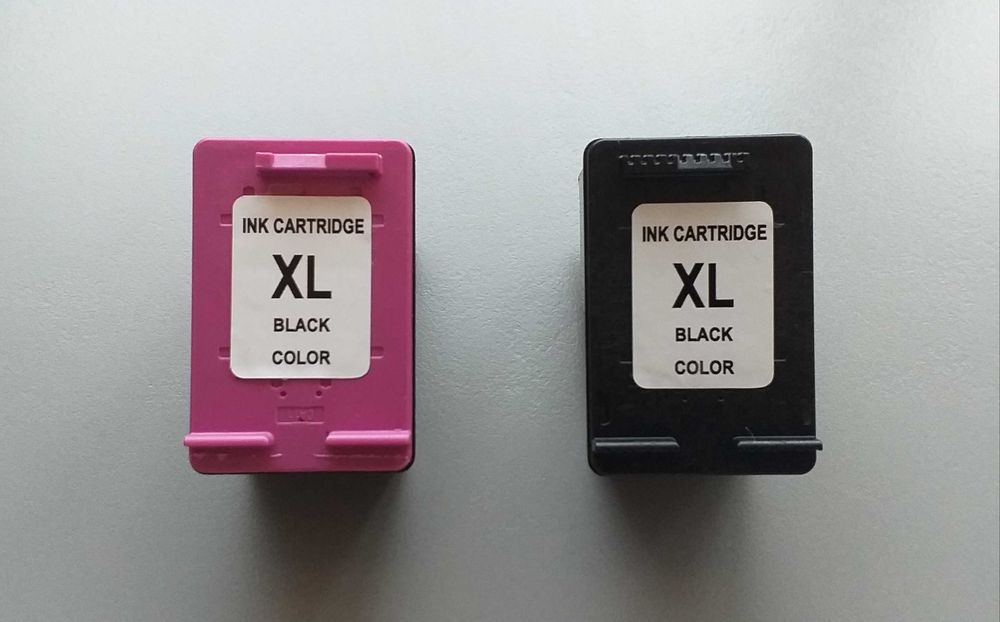 INK CARTRIDGE
XL
BLACK
COLOR
INK CARTRIDGE
XL
BLACK
COLOR